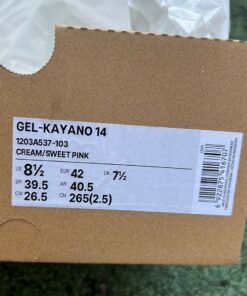 GEL-KAYANO 14
1203A537-103
CREAM/SWEET PINK
US 8½ EUR 42 UK 7½
BR 39.5 AR 40.5
CM 26.5 CN 265(2.5)